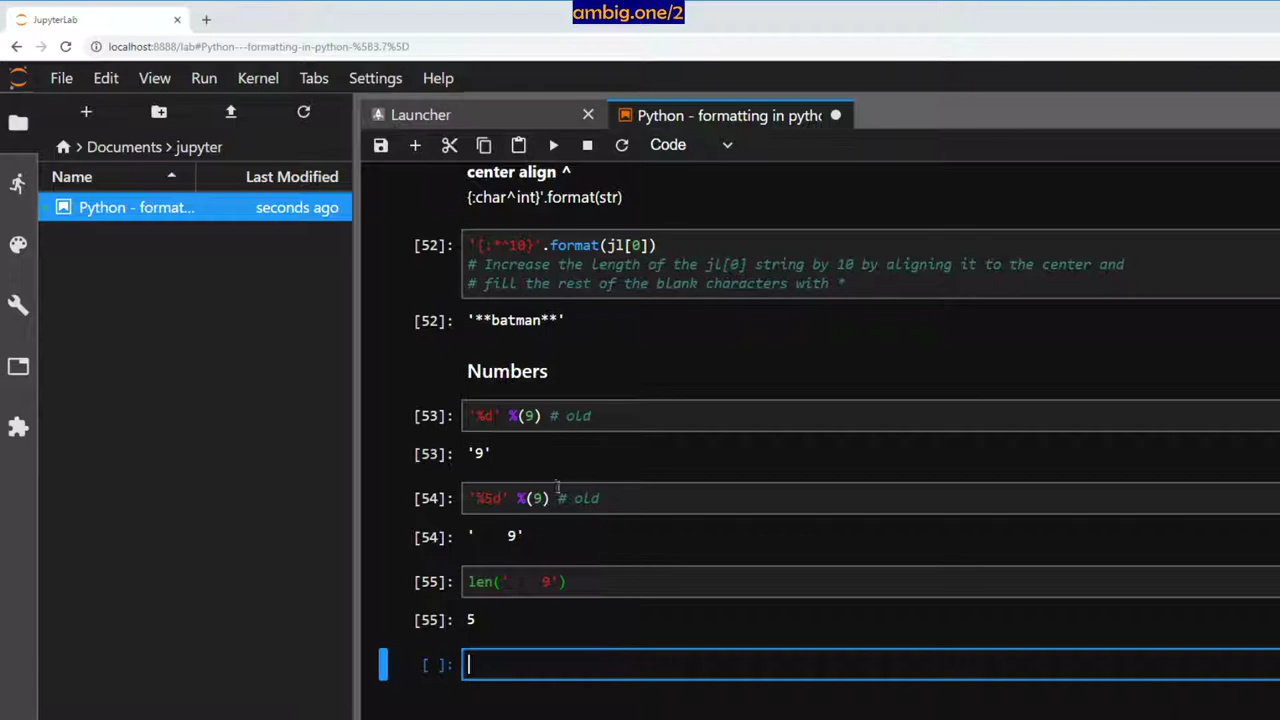 ambig.one/2
JupyterLab
localhost:8888/lab#Python---formatting-in-python-%5B3.7%5D
File Edit View Run Kernel Tabs Settings Help
Launcher
Python - formatting in pythc
Documents > jupyter
Code
Name Last Modified
Python - format... seconds ago
center align ^
{:char^int}'.format(str)
[52]: '{:*^10}'.format(jl[0])
# Increase the length of the jl[0] string by 10 by aligning it to the center and
# fill the rest of the blank characters with *
[52]: '**batman**'
Numbers
[53]: '%d' %(9) # old
[53]: '9'
[54]: '%5d' %(9) # old
[54]: '    9'
[55]: len('    9')
[55]: 5
[ ]: